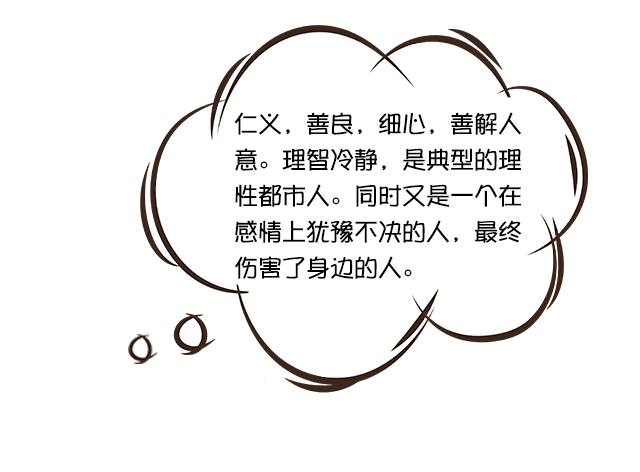 仁义，善良，细心，善解人
意。理智冷静，是典型的理
性都市人。同时又是一个在
感情上犹豫不决的人，最终
伤害了身边的人。